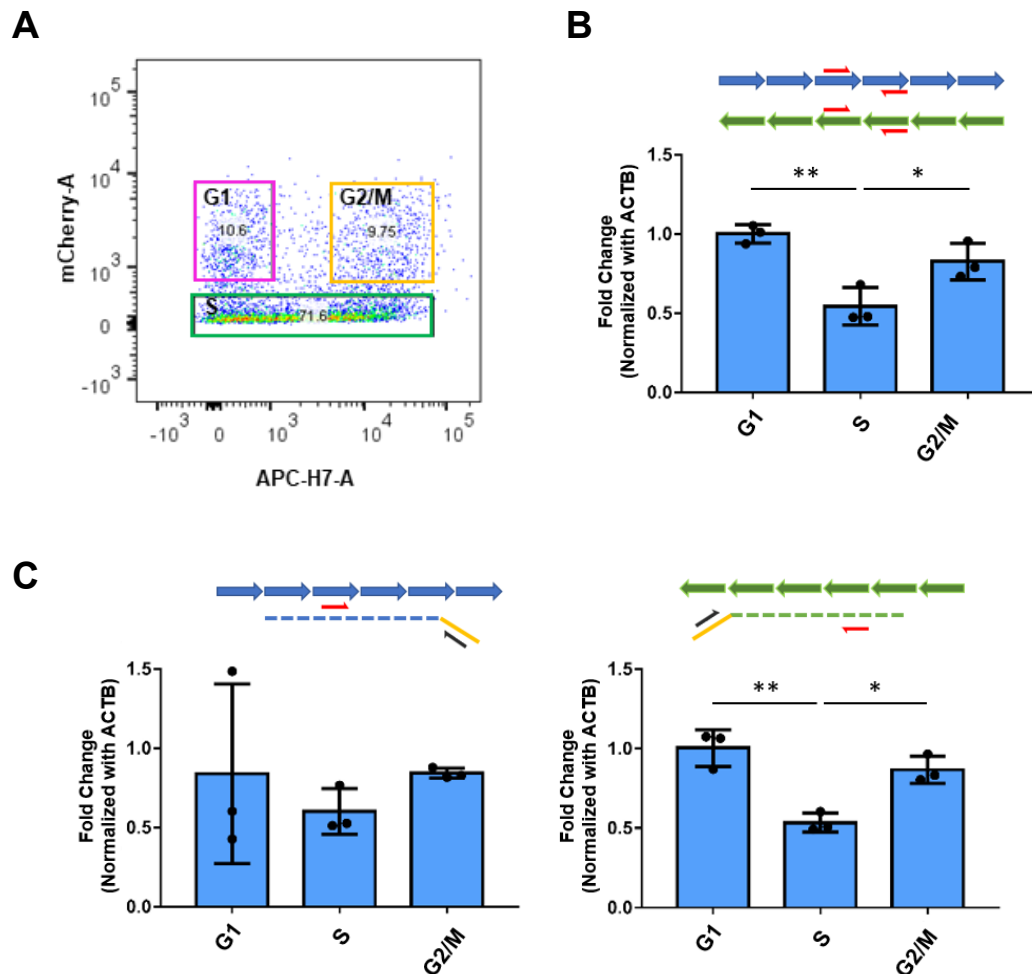 A
mCherry-A
10^5
10^4
10^3
0
-10^3
G1
10.6
G2/M
9.75
S
71.6
-10^3 0 10^3 10^4 10^5
APC-H7-A
B
Fold Change
(Normalized with ACTB)
1.5
1.0
0.5
0.0
** *
G1 S G2/M
C
Fold Change
(Normalized with ACTB)
1.5
1.0
0.5
0.0
G1 S G2/M
Fold Change
(Normalized with ACTB)
1.5
1.0
0.5
0.0
** *
G1 S G2/M